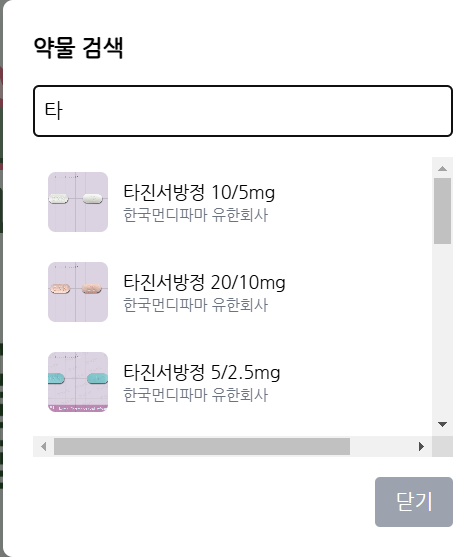 약물 검색
타
타진서방정 10/5mg
한국먼디파마 유한회사
타진서방정 20/10mg
한국먼디파마 유한회사
타진서방정 5/2.5mg
한국먼디파마 유한회사
닫기